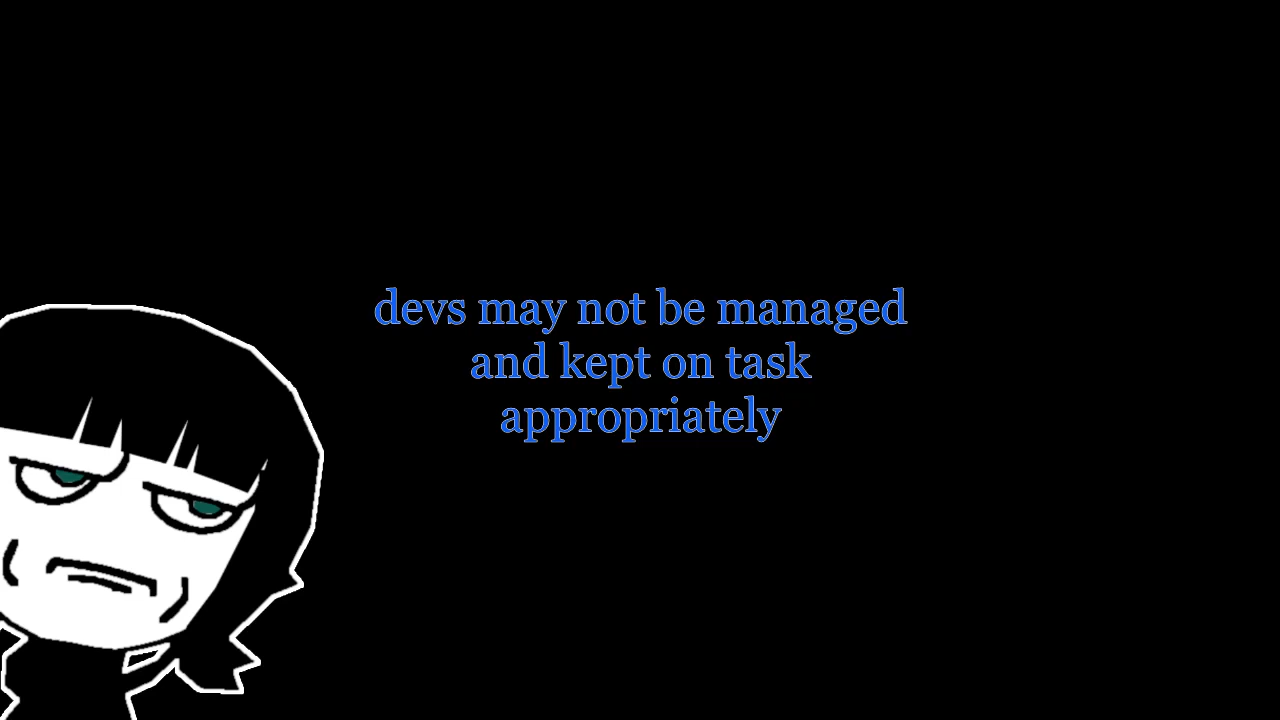 devs may not be managed
and kept on task
appropriately